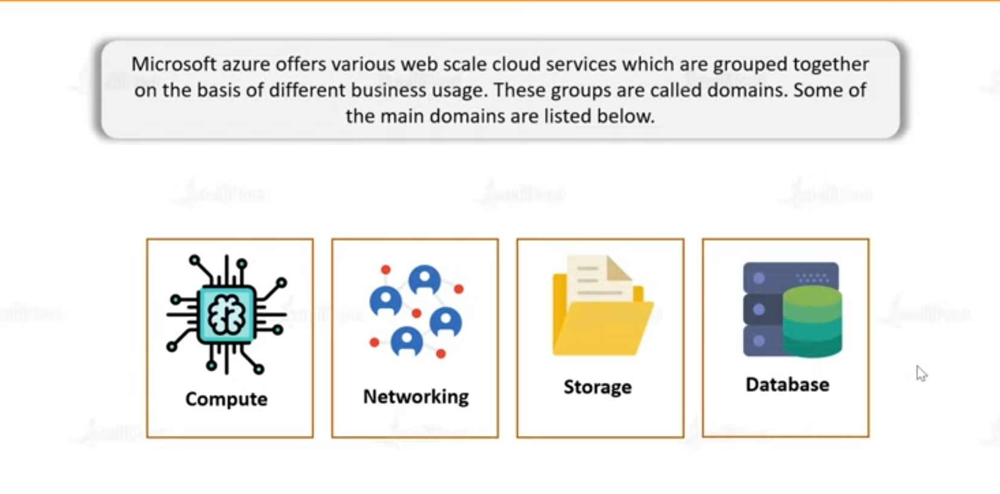 Microsoft azure offers various web scale cloud services which are grouped together
on the basis of different business usage. These groups are called domains. Some of
the main domains are listed below.
Compute
Networking
Storage
Database